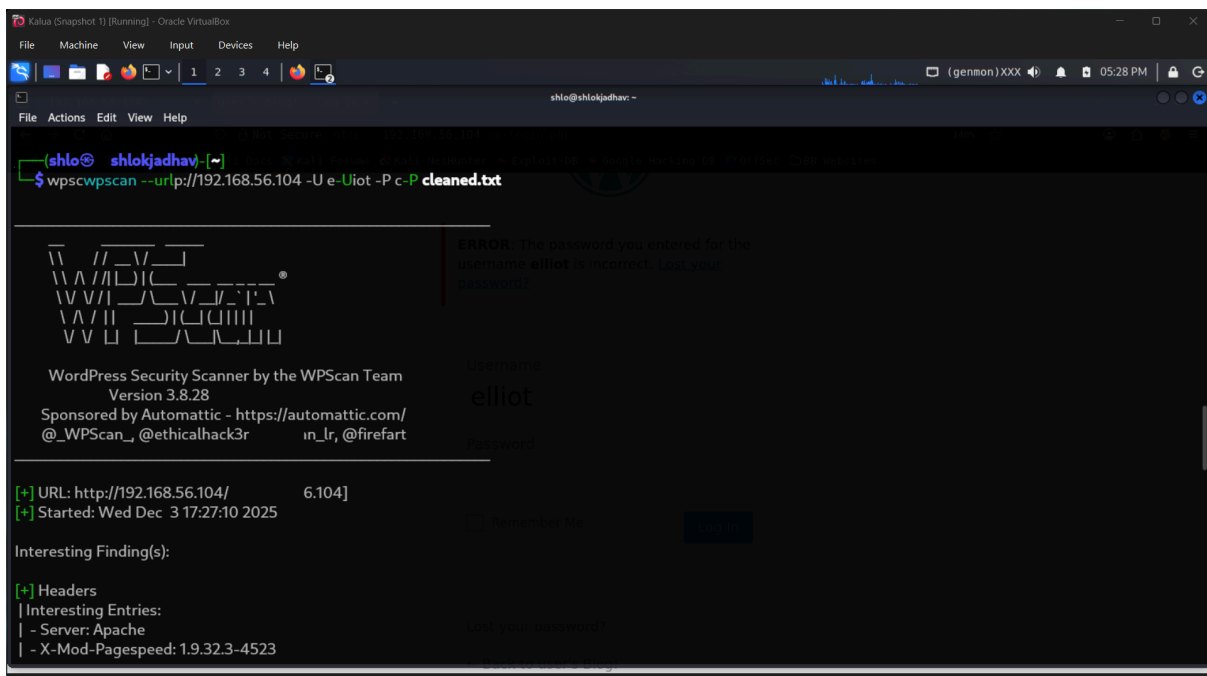 Kalua (Snapshot 1) [Running] - Oracle VirtualBox
File Machine View Input Devices Help
1 2 3 4 (genmon)XXX 05:28 PM
shlo@shlokjadhav: ~
File Actions Edit View Help
(shlo shlokjadhav)-[~]
$ wpscwpscan --urlp://192.168.56.104 -U e-Uiot -P c-P cleaned.txt
ERROR: The password you entered for the
username elliot is incorrect. Lost your
password?
Username
elliot
Password
Remember Me
Log In
Lost your password?
WordPress Security Scanner by the WPScan Team
Version 3.8.28
Sponsored by Automattic - https://automattic.com/
@_WPScan_, @ethicalhack3r n_lr, @firefart
[+] URL: http://192.168.56.104/ 6.104]
[+] Started: Wed Dec 3 17:27:10 2025
Interesting Finding(s):
[+] Headers
| Interesting Entries:
| - Server: Apache
| - X-Mod-Pagespeed: 1.9.32.3-4523